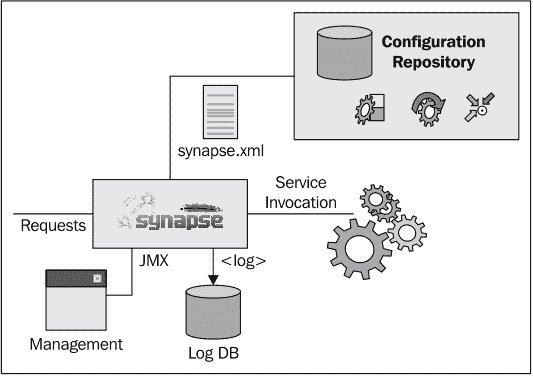 Configuration
Repository
synapse.xml
Service
Invocation
Requests
synapse
JMX
<log>
Management
Log DB